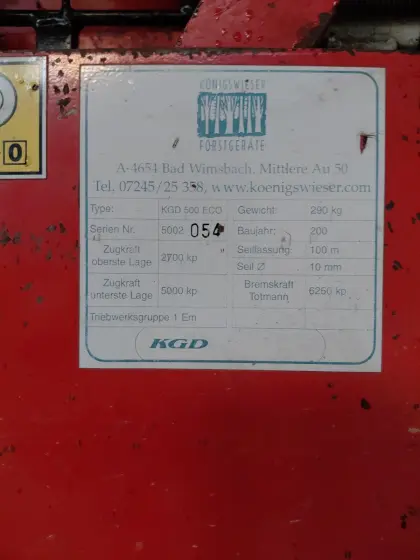 KÖNIGSWIESER
FORSTGERÄTE
A-4654 Bad Wimsbach, Mittlere Au 50
Tel. 07245/25 358, www.koenigswieser.com
Type: KGD 500 ECO Gewicht: 290 kg
Serien Nr. 5002 054 Baujahr: 200
Zugkraft oberste Lage 2700 kp Seilfassung 100 m
Seil Ø 10 mm
Zugkraft unterste Lage 5000 kp Bremskraft Totmann 6250 kp
Triebwerksgruppe 1 Em
KGD
0